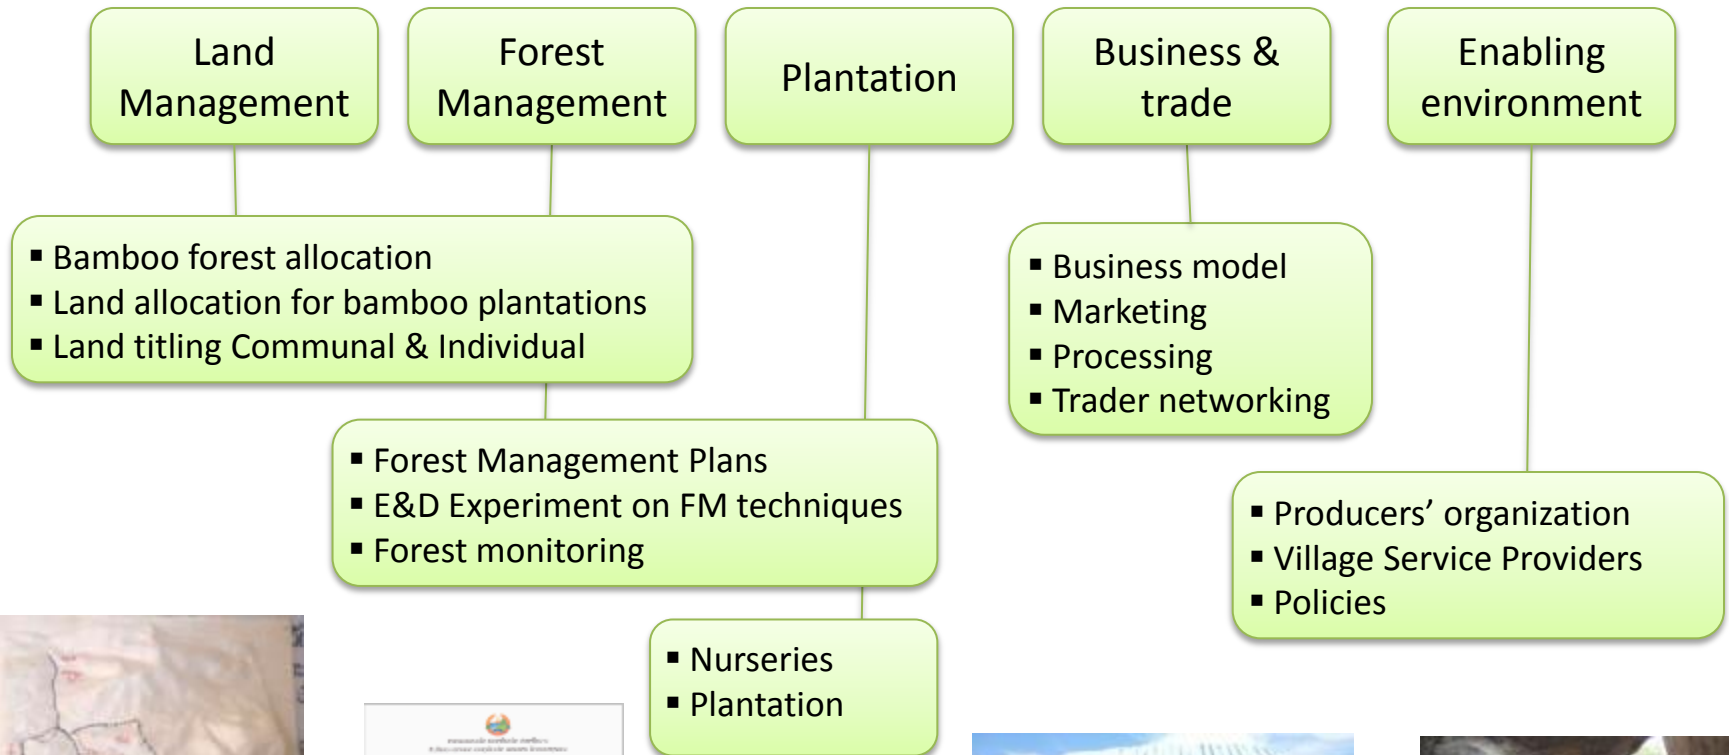 Land
Management
Forest
Management
Plantation
Business &
trade
Enabling
environment
▪ Bamboo forest allocation
▪ Land allocation for bamboo plantations
▪ Land titling Communal & Individual
▪ Business model
▪ Marketing
▪ Processing
▪ Trader networking
▪ Forest Management Plans
▪ E&D Experiment on FM techniques
▪ Forest monitoring
▪ Producers’ organization
▪ Village Service Providers
▪ Policies
▪ Nurseries
▪ Plantation